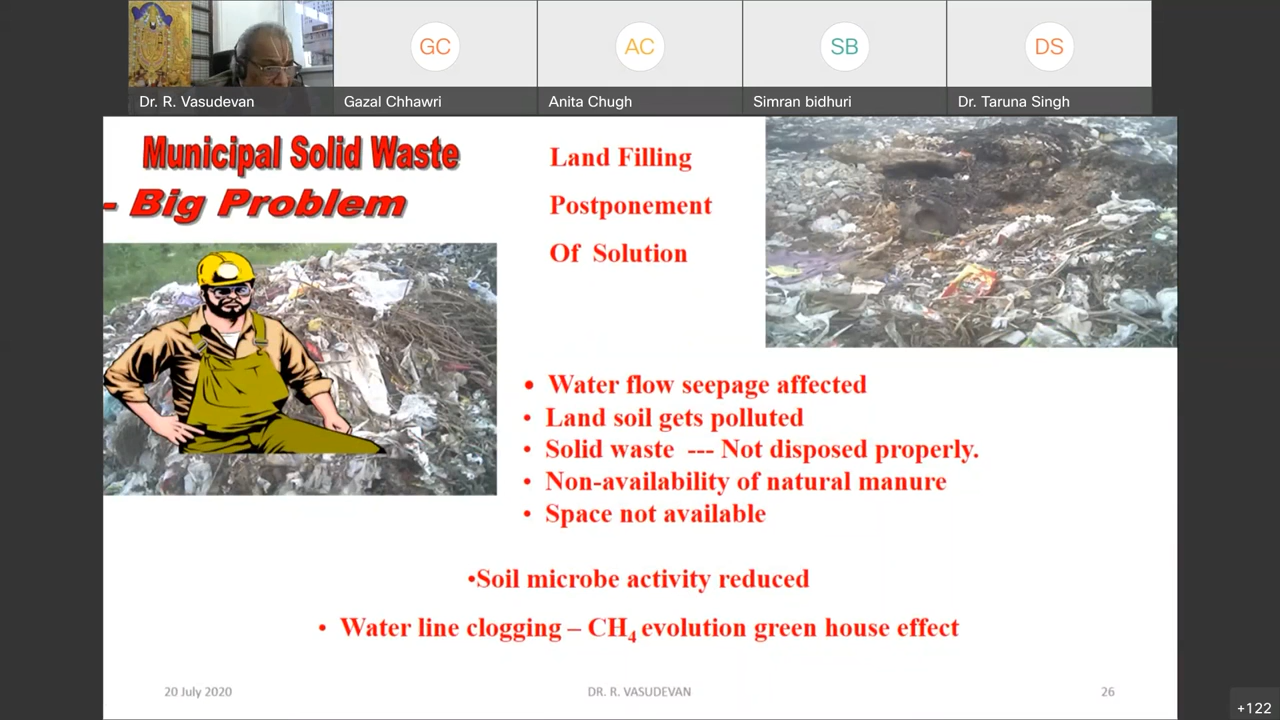 GC
AC
SB
DS
Dr. R. Vasudevan
Gazal Chhawri
Anita Chugh
Simran bidhuri
Dr. Taruna Singh
Municipal Solid Waste
- Big Problem
Land Filling
Postponement
Of Solution
• Water flow seepage affected
• Land soil gets polluted
• Solid waste --- Not disposed properly.
• Non-availability of natural manure
• Space not available
•Soil microbe activity reduced
• Water line clogging – CH4 evolution green house effect
20 July 2020
DR. R. VASUDEVAN
26
+122